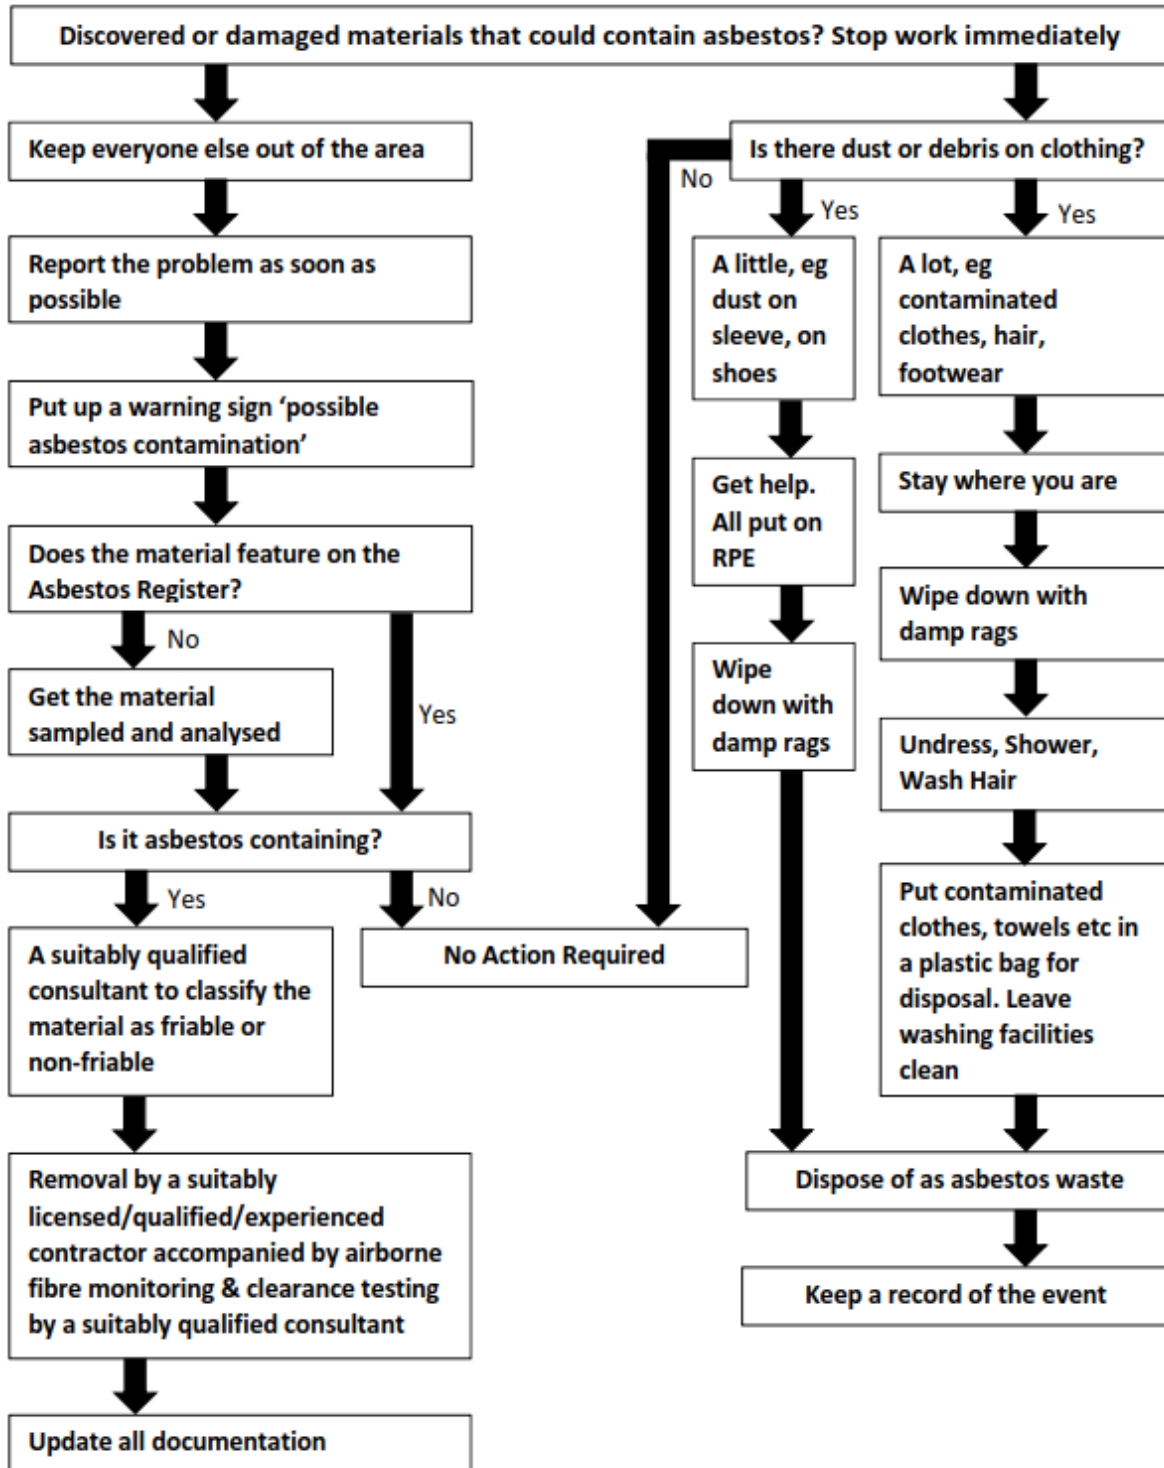 Discovered or damaged materials that could contain asbestos? Stop work immediately
Keep everyone else out of the area
Report the problem as soon as
possible
Put up a warning sign ‘possible
asbestos contamination’
Does the material feature on the
Asbestos Register?
No
Yes
Get the material
sampled and analysed
Is it asbestos containing?
Yes
No
A suitably qualified
consultant to classify the
material as friable or
non-friable
No Action Required
Removal by a suitably
licensed/qualified/experienced
contractor accompanied by airborne
fibre monitoring & clearance testing
by a suitably qualified consultant
Update all documentation
Is there dust or debris on clothing?
No
Yes
Yes
A little, eg
dust on
sleeve, on
shoes
Get help.
All put on
RPE
Wipe
down with
damp rags
A lot, eg
contaminated
clothes, hair,
footwear
Stay where you are
Wipe down with
damp rags
Undress, Shower,
Wash Hair
Put contaminated
clothes, towels etc in
a plastic bag for
disposal. Leave
washing facilities
clean
Dispose of as asbestos waste
Keep a record of the event